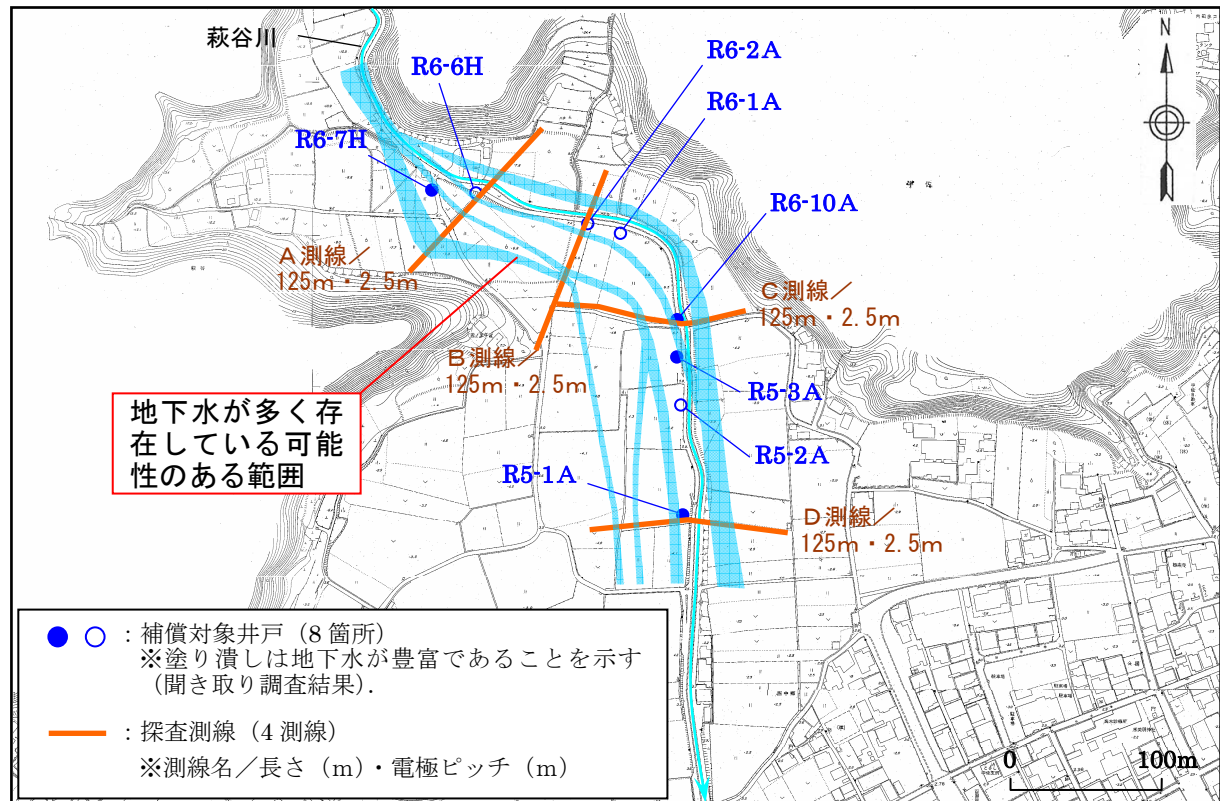 萩谷川
R6-6H
R6-2A
R6-1A
N
R6-7H
R6-10A
A測線／
125m・2.5m
C測線／
125m・2.5m
B測線／
125m・2.5m
R5-3A
地下水が多く存
在している可能
性のある範囲
R5-2A
R5-1A
D測線／
125m・2.5m
：補償対象井戸（8箇所）
※塗り潰しは地下水が豊富であることを示す
（聞き取り調査結果）．
：探査測線（4測線）
※測線名／長さ（m）・電極ピッチ（m）
0 100m